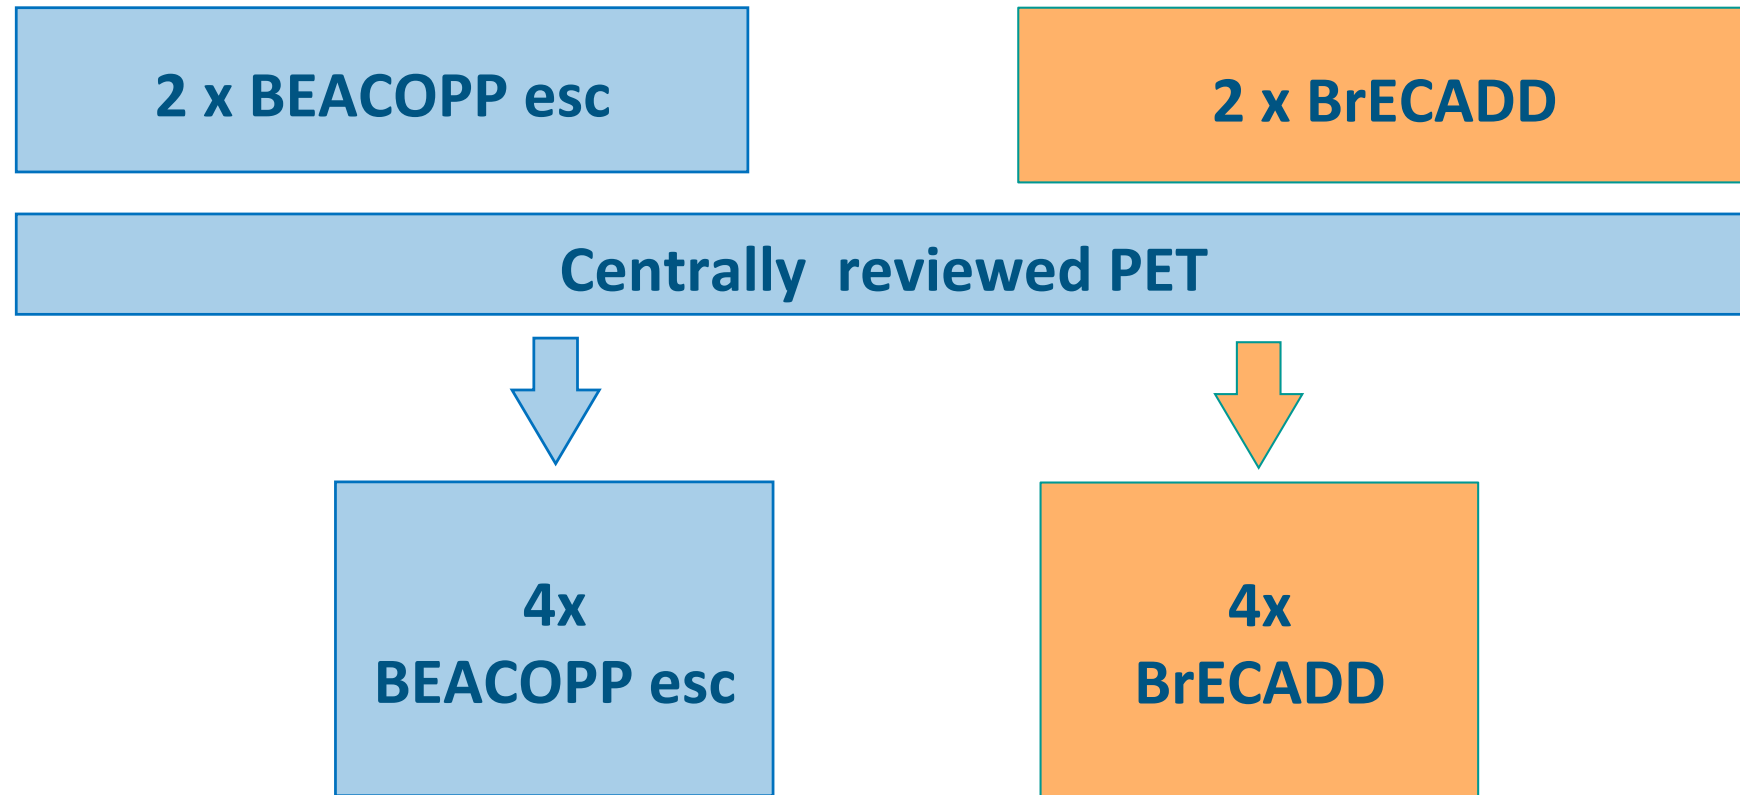 2 x BEACOPP esc
2 x BrECADD
Centrally reviewed PET
4x
BEACOPP esc
4x
BrECADD